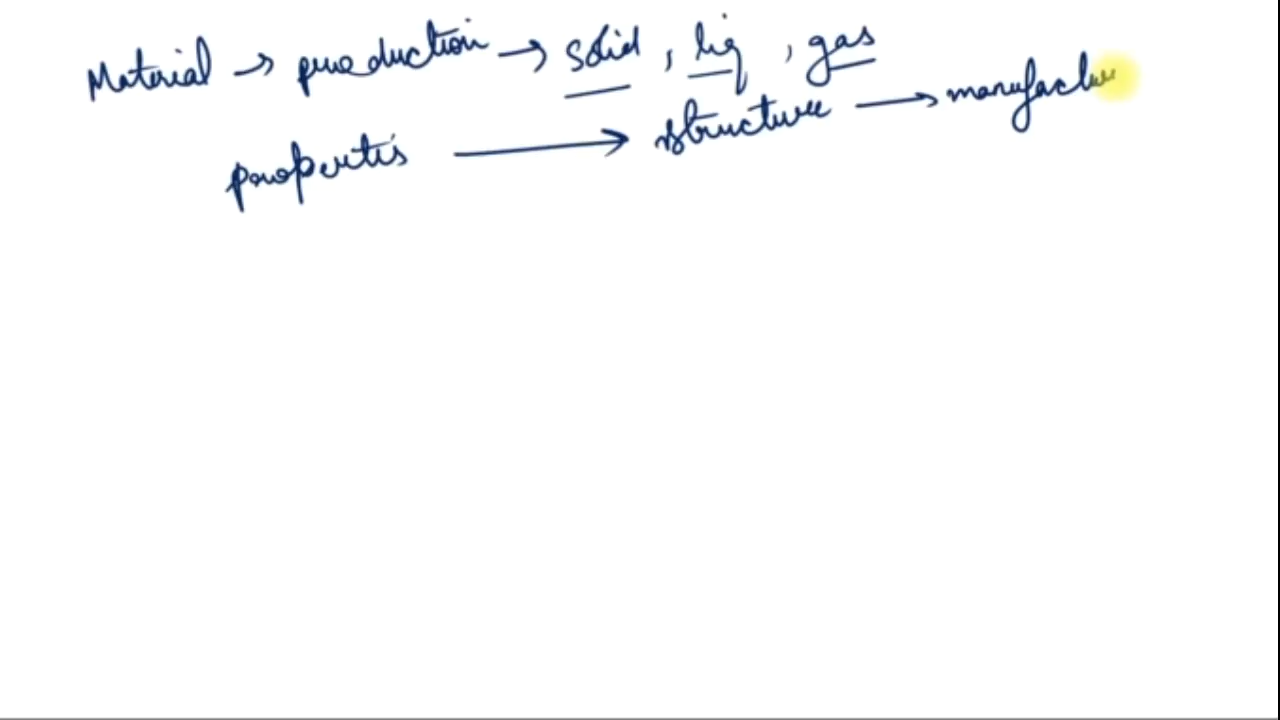 Material → production → solid, liq, gas
properties → structure → manufactu